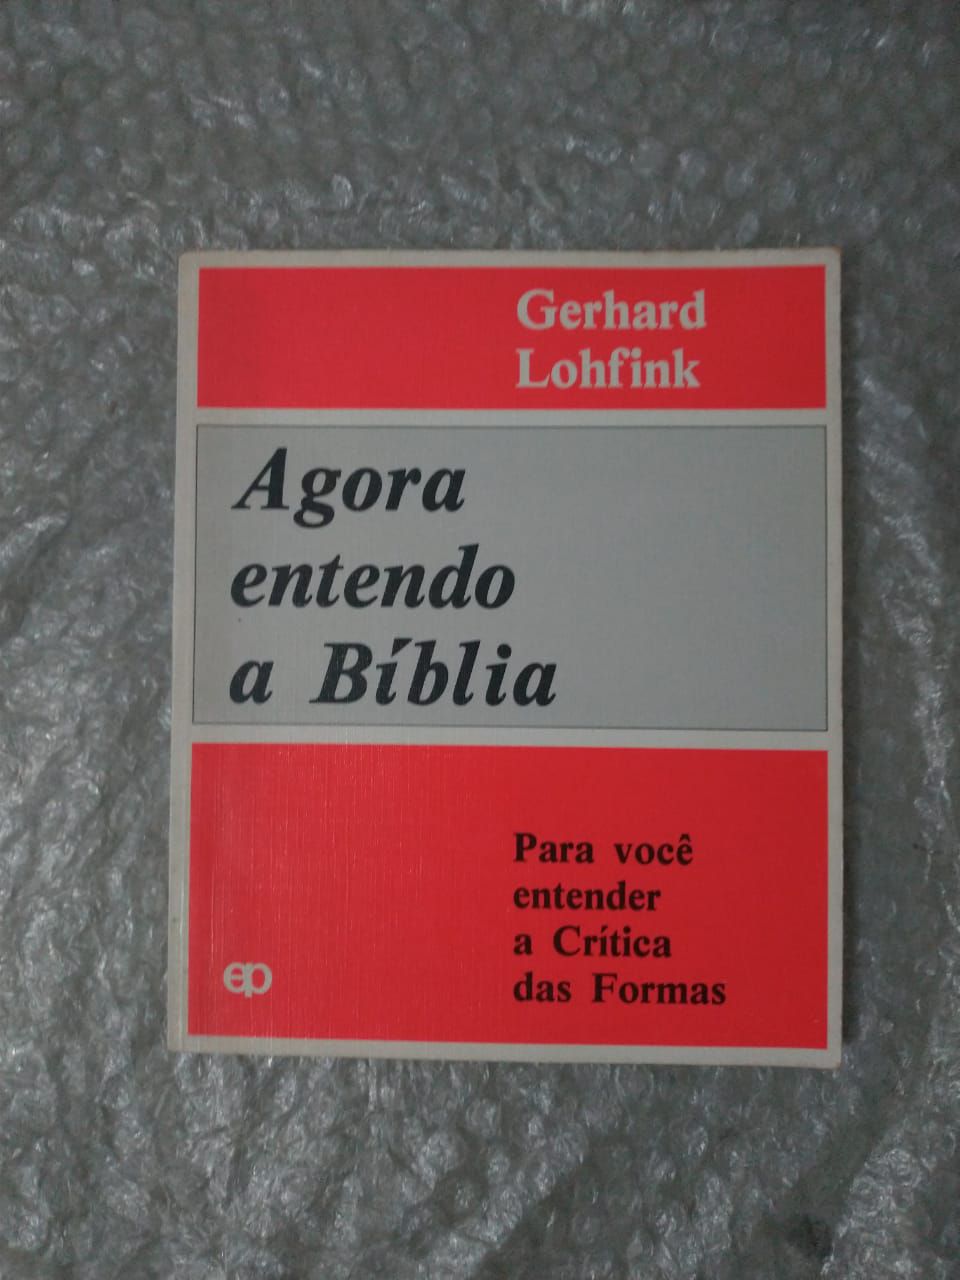 Gerhard
Lohfink
Agora
entendo
a Bíblia
Para você
entender
a Crítica
das Formas
ep